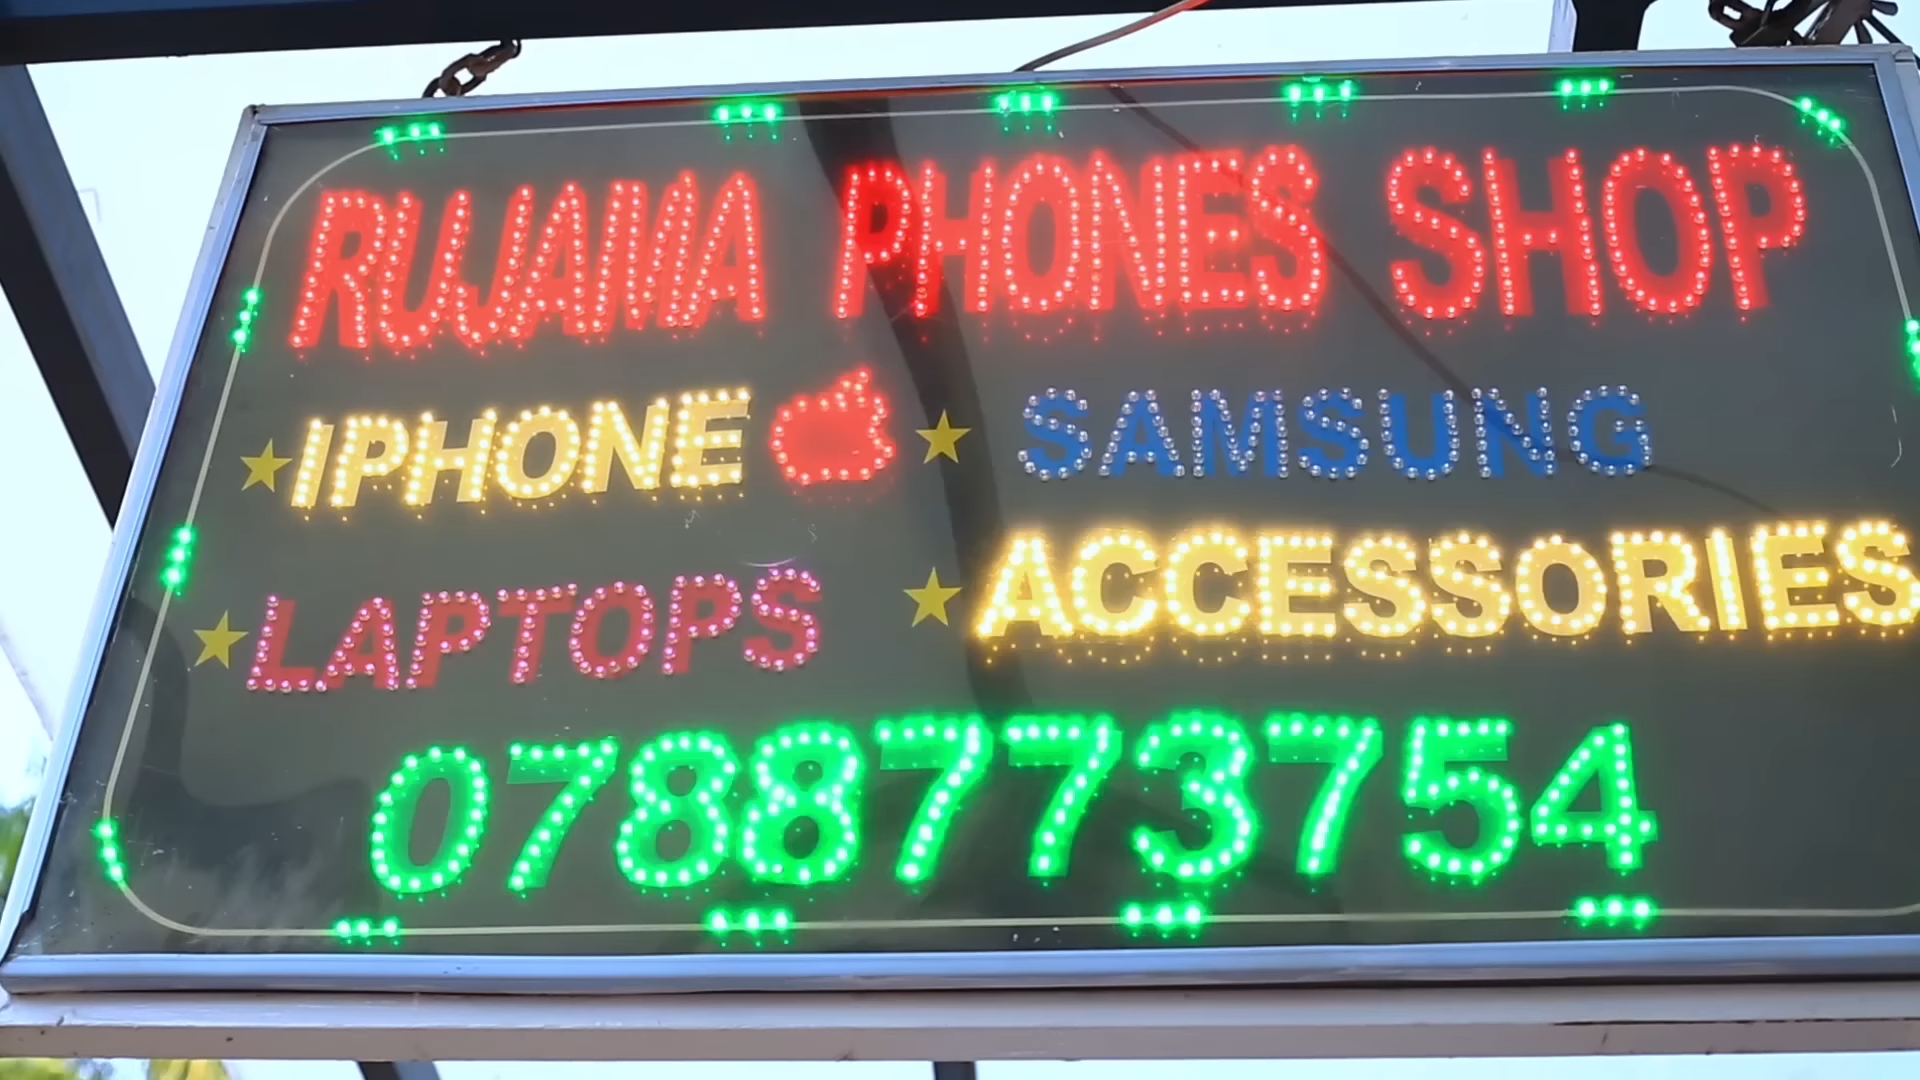 RUJAMA PHONES SHOP
IPHONE SAMSUNG
LAPTOPS ACCESSORIES
0788773754